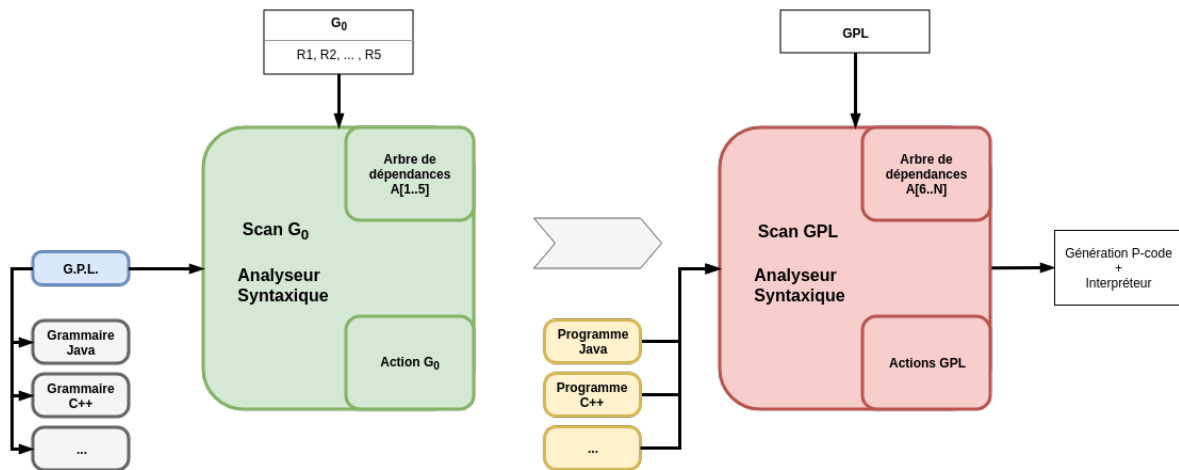 G₀
R1, R2, ... , R5
Arbre de
dépendances
A[1..5]
Scan G₀
Analyseur
Syntaxique
Action G₀
G.P.L.
Grammaire
Java
Grammaire
C++
...
GPL
Arbre de
dépendances
A[6..N]
Scan GPL
Analyseur
Syntaxique
Actions GPL
Programme
Java
Programme
C++
...
Génération P-code
+
Interpréteur